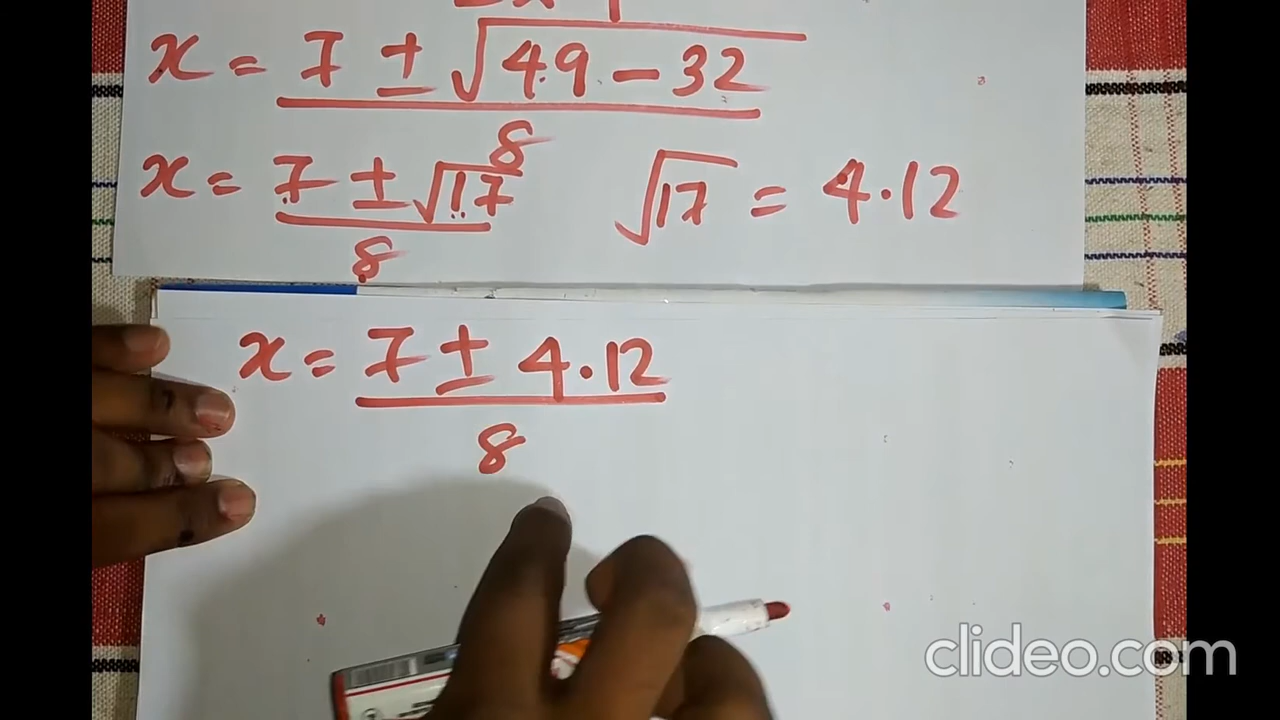 x = 7 ± √49 - 32
8
x = 7 ± √17 √17 = 4.12
8
x = 7 ± 4.12
8
clideo.com